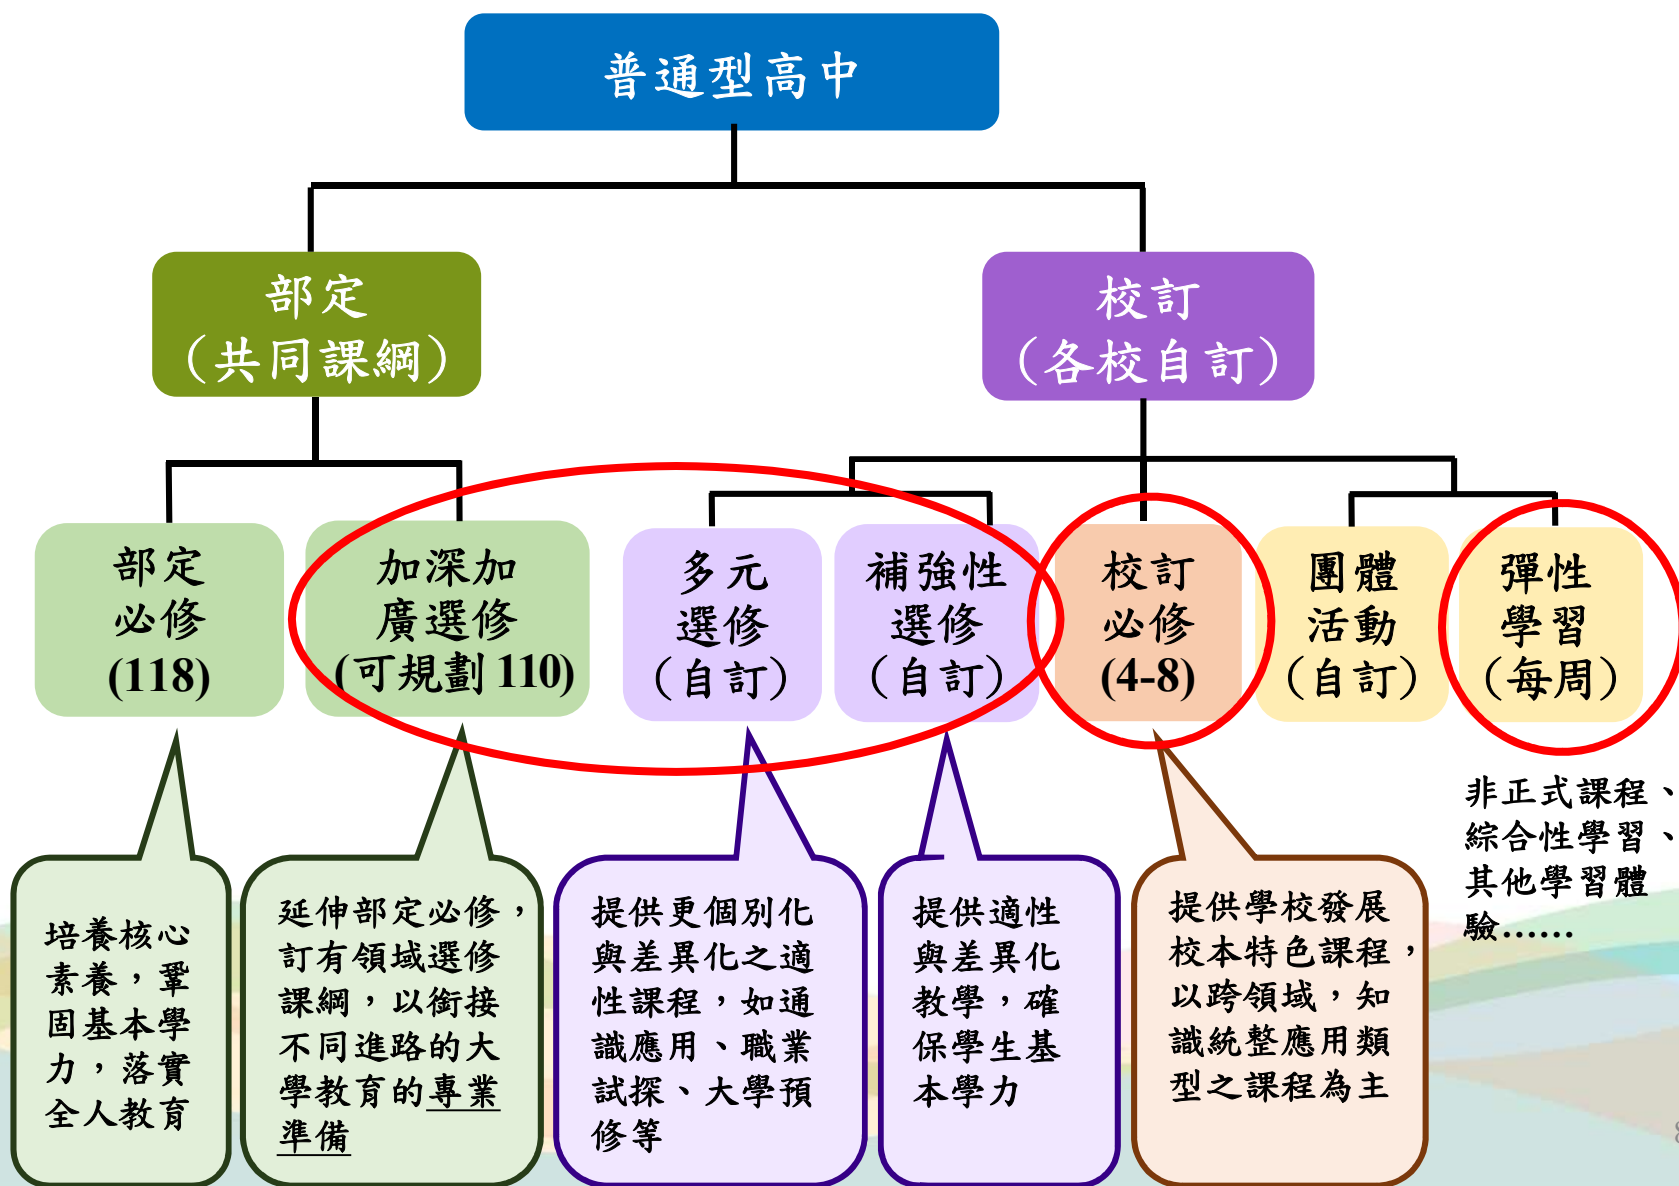 普通型高中
部定
（共同課綱）
校訂
（各校自訂）
部定
必修
(118)
加深加
廣選修
(可規劃 110)
多元
選修
（自訂）
補強性
選修
（自訂）
校訂
必修
(4-8)
團體
活動
（自訂）
彈性
學習
（每周）
培養核心
素養，鞏
固基本學
力，落實
全人教育
延伸部定必修，
訂有領域選修
課綱，以銜接
不同進路的大
學教育的專業
準備
提供更個別化
與差異化之適
性課程，如通
識應用、職業
試探、大學預
修等
提供適性
與差異化
教學，確
保學生基
本學力
提供學校發展
校本特色課程，
以跨領域，知
識統整應用類
型之課程為主
非正式課程、
綜合性學習、
其他學習體
驗……